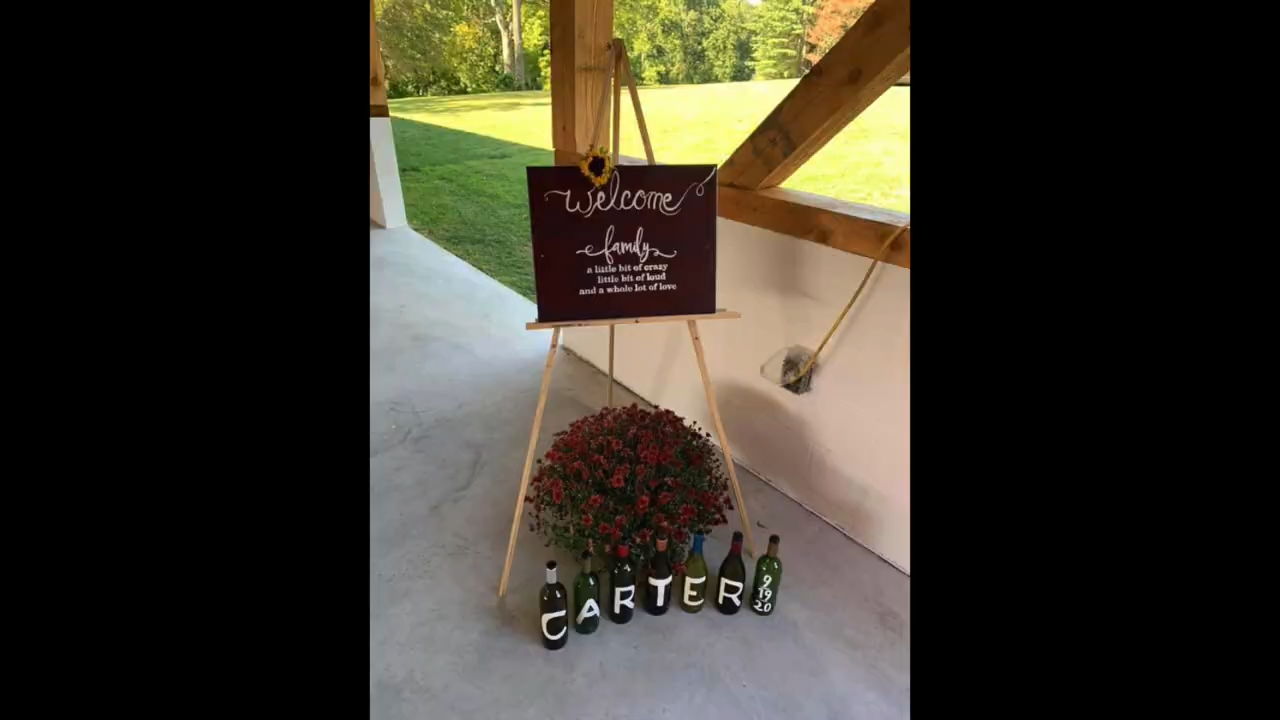 Welcome
family
a little bit of crazy
little bit of loud
and a whole lot of love
CARTER
9
19
20